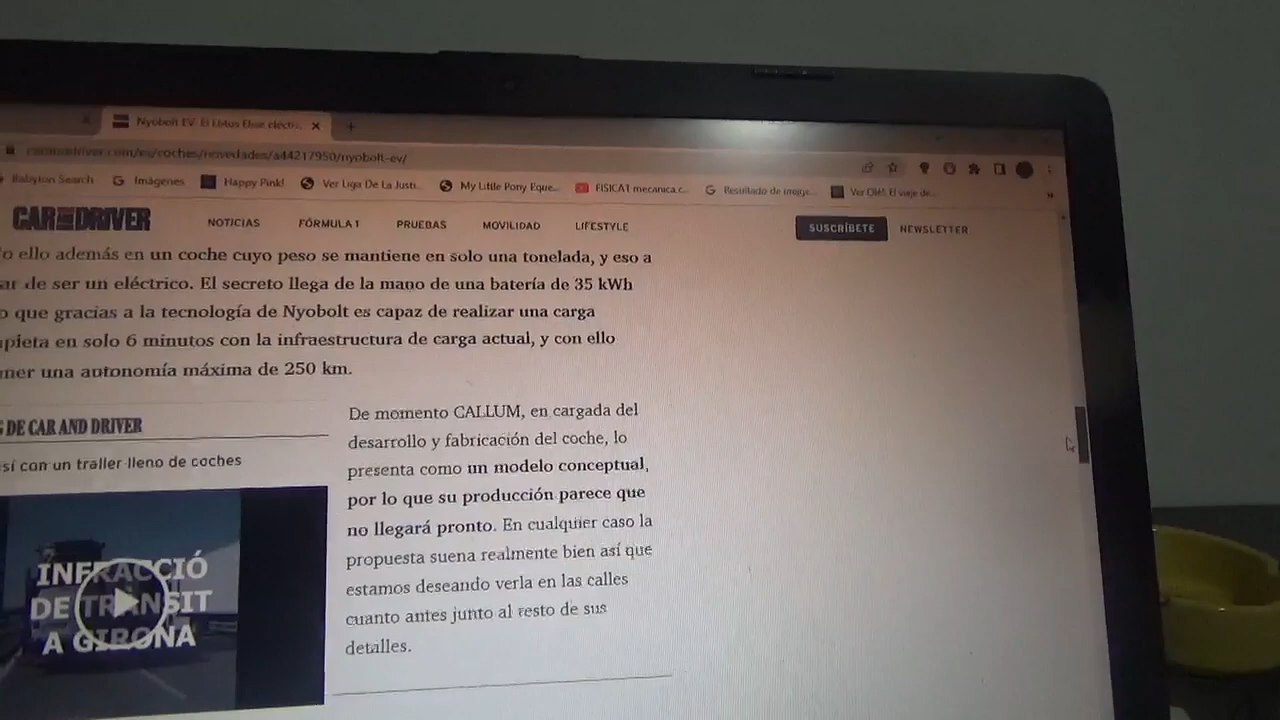 Nyobolt EV: El Lotus Elise eléctri...
caranddriver.com/es/coches/novedades/a44217950/nyobolt-ev/
Babylon Search
Imágenes
Happy Pink!
Ver Liga De La Justi...
My Little Pony Eque...
FISICA1 mecanica c...
Resultado de image...
Ver Olé! El viaje de...
CAR AND DRIVER
NOTICIAS
FÓRMULA 1
PRUEBAS
MOVILIDAD
LIFESTYLE
SUSCRÍBETE
NEWSLETTER
o ello además en un coche cuyo peso se mantiene en solo una tonelada, y eso a
ar de ser un eléctrico. El secreto llega de la mano de una batería de 35 kWh
o que gracias a la tecnología de Nyobolt es capaz de realizar una carga
pleta en solo 6 minutos con la infraestructura de carga actual, y con ello
ner una autonomía máxima de 250 km.
DE CAR AND DRIVER
sí con un trailer lleno de coches
INFRACCIÓ
DE TRÀNSIT
A GIRONA
De momento CALLUM, en cargada del
desarrollo y fabricación del coche, lo
presenta como un modelo conceptual,
por lo que su producción parece que
no llegará pronto. En cualquier caso la
propuesta suena realmente bien así que
estamos deseando verla en las calles
cuanto antes junto al resto de sus
detalles.